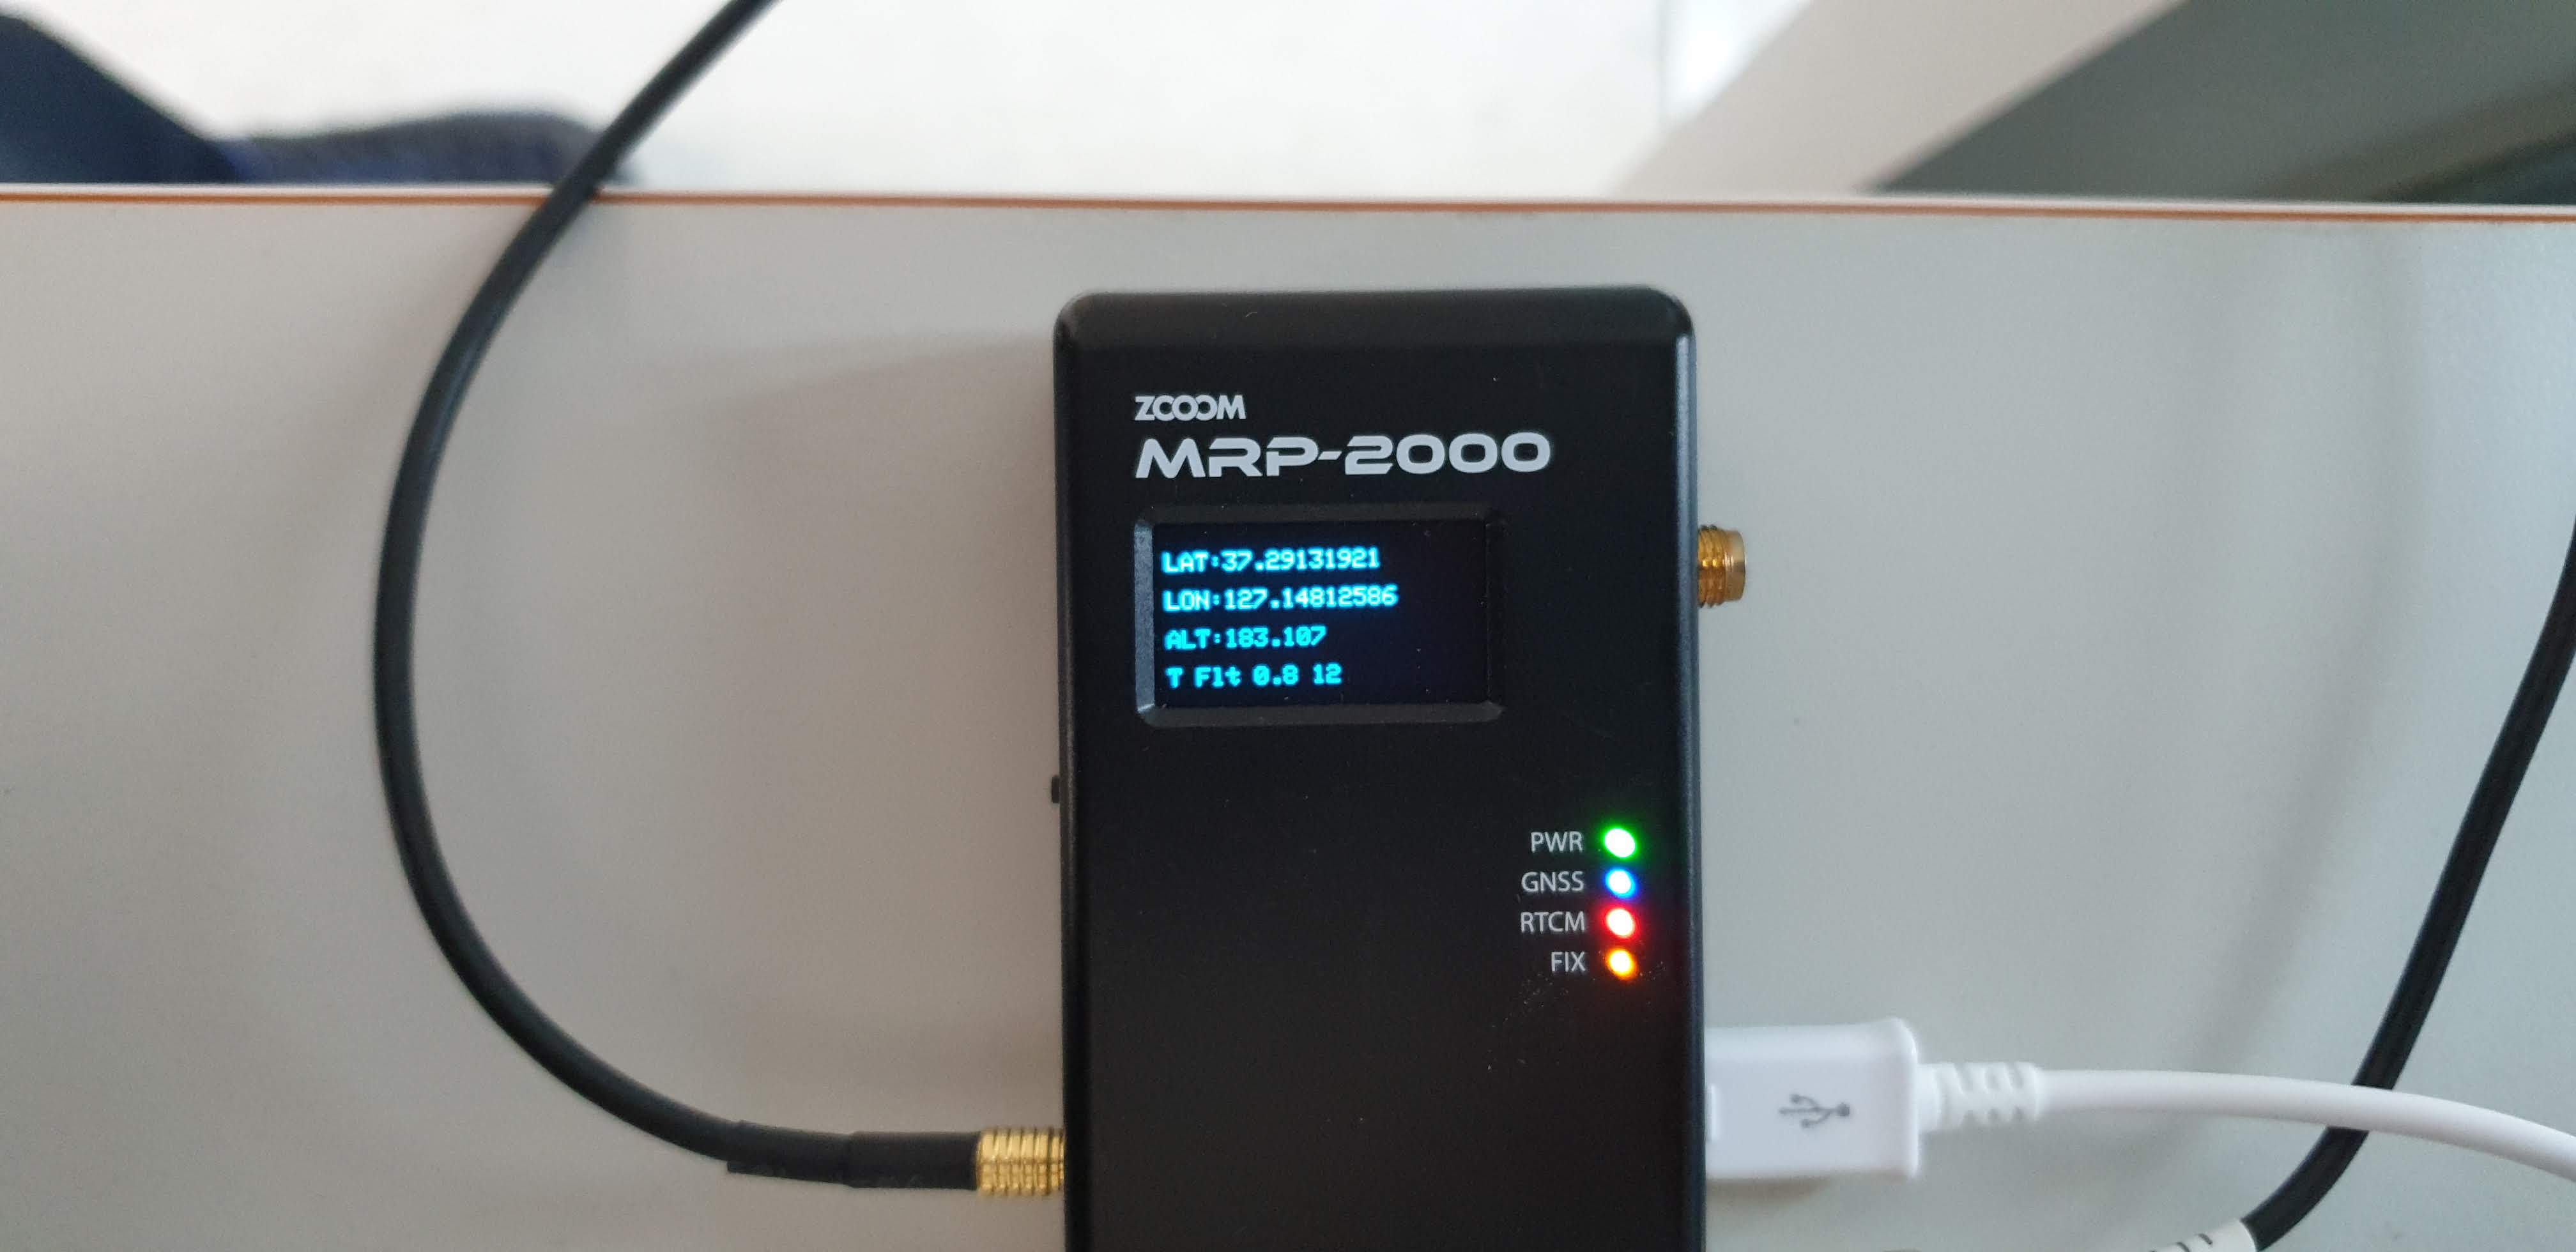 ZCOOM
MRP-2000
LAT:37.29131921
LON:127.14812586
ALT:183.107
T Flt 0.8 12
PWR
GNSS
RTCM
FIX